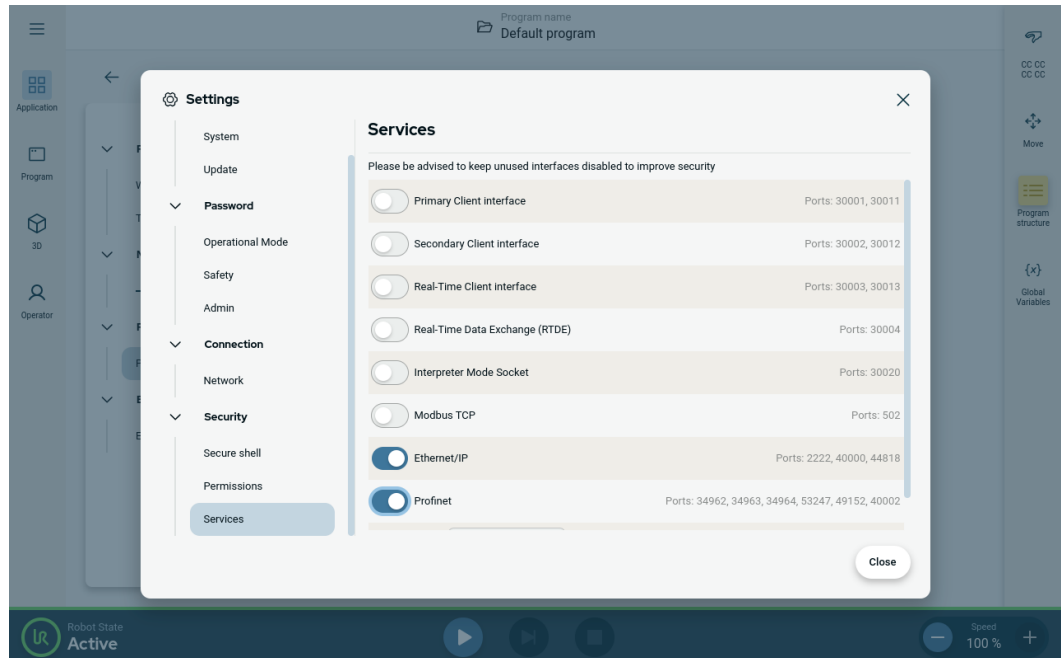 Program name
Default program
Application
Program
3D
Operator
CC CC
CC CC
Move
Program
structure
{x}
Global
Variables
Settings
System
Update
Password
Operational Mode
Safety
Admin
Connection
Network
Security
Secure shell
Permissions
Services
Services
Please be advised to keep unused interfaces disabled to improve security
Primary Client interface Ports: 30001, 30011
Secondary Client interface Ports: 30002, 30012
Real-Time Client interface Ports: 30003, 30013
Real-Time Data Exchange (RTDE) Ports: 30004
Interpreter Mode Socket Ports: 30020
Modbus TCP Ports: 502
Ethernet/IP Ports: 2222, 40000, 44818
Profinet Ports: 34962, 34963, 34964, 53247, 49152, 40002
Close
UR
Robot State
Active
Speed
100 %